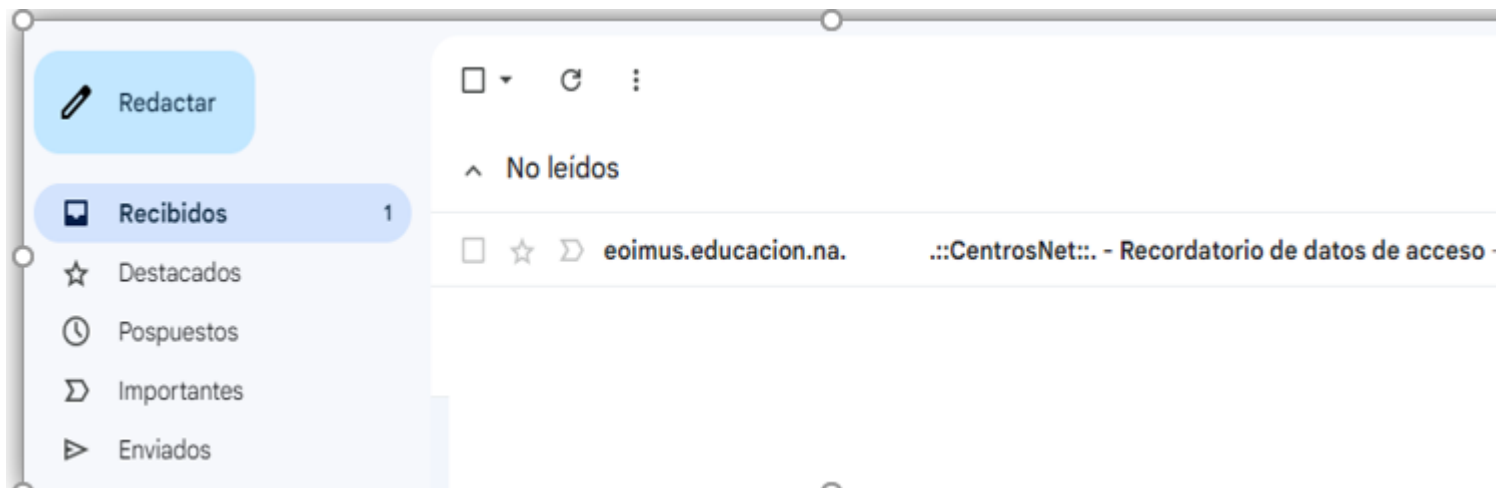 Redactar
No leídos
Recibidos 1
eoimus.educacion.na. .::CentrosNet::. - Recordatorio de datos de acceso -
Destacados
Pospuestos
Importantes
Enviados